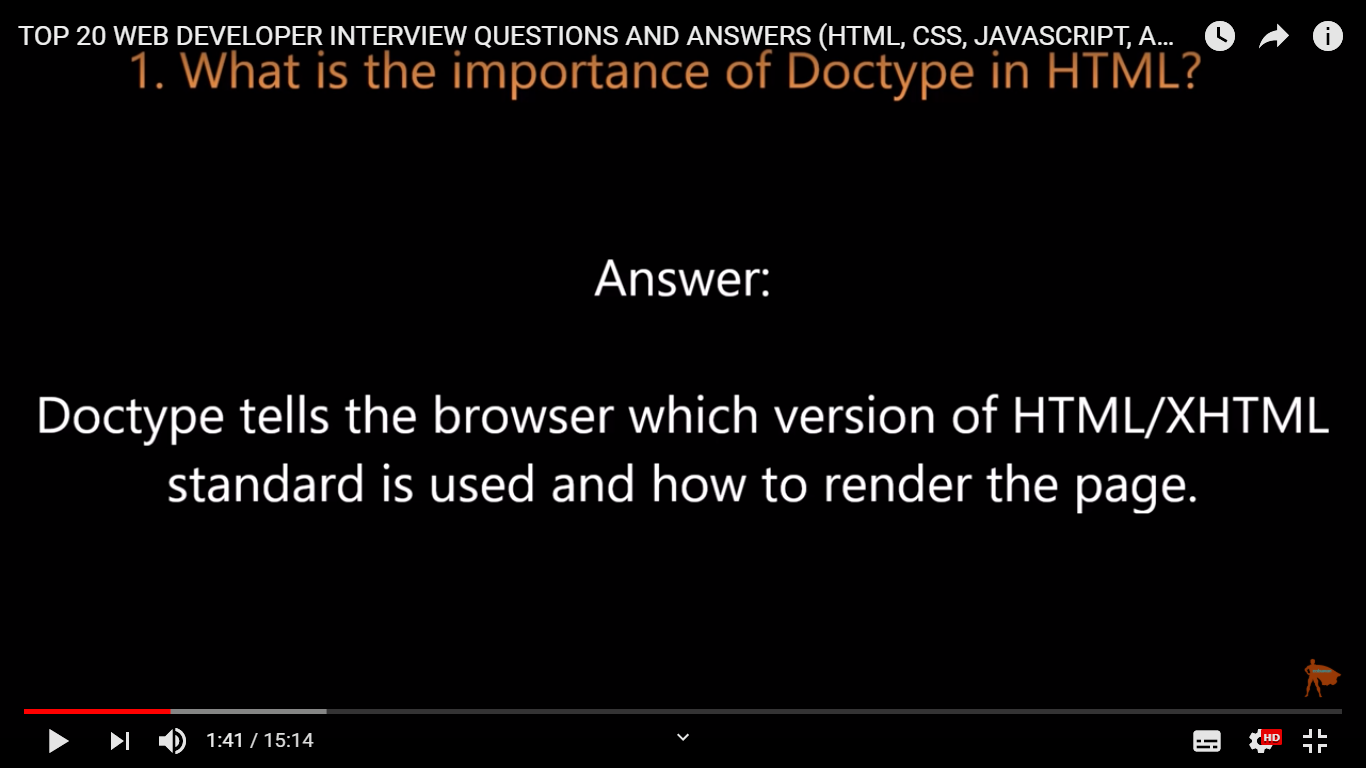 TOP 20 WEB DEVELOPER INTERVIEW QUESTIONS AND ANSWERS (HTML, CSS, JAVASCRIPT, A...
1. What is the importance of Doctype in HTML?
Answer:
Doctype tells the browser which version of HTML/XHTML
standard is used and how to render the page.
1:41 / 15:14
HD